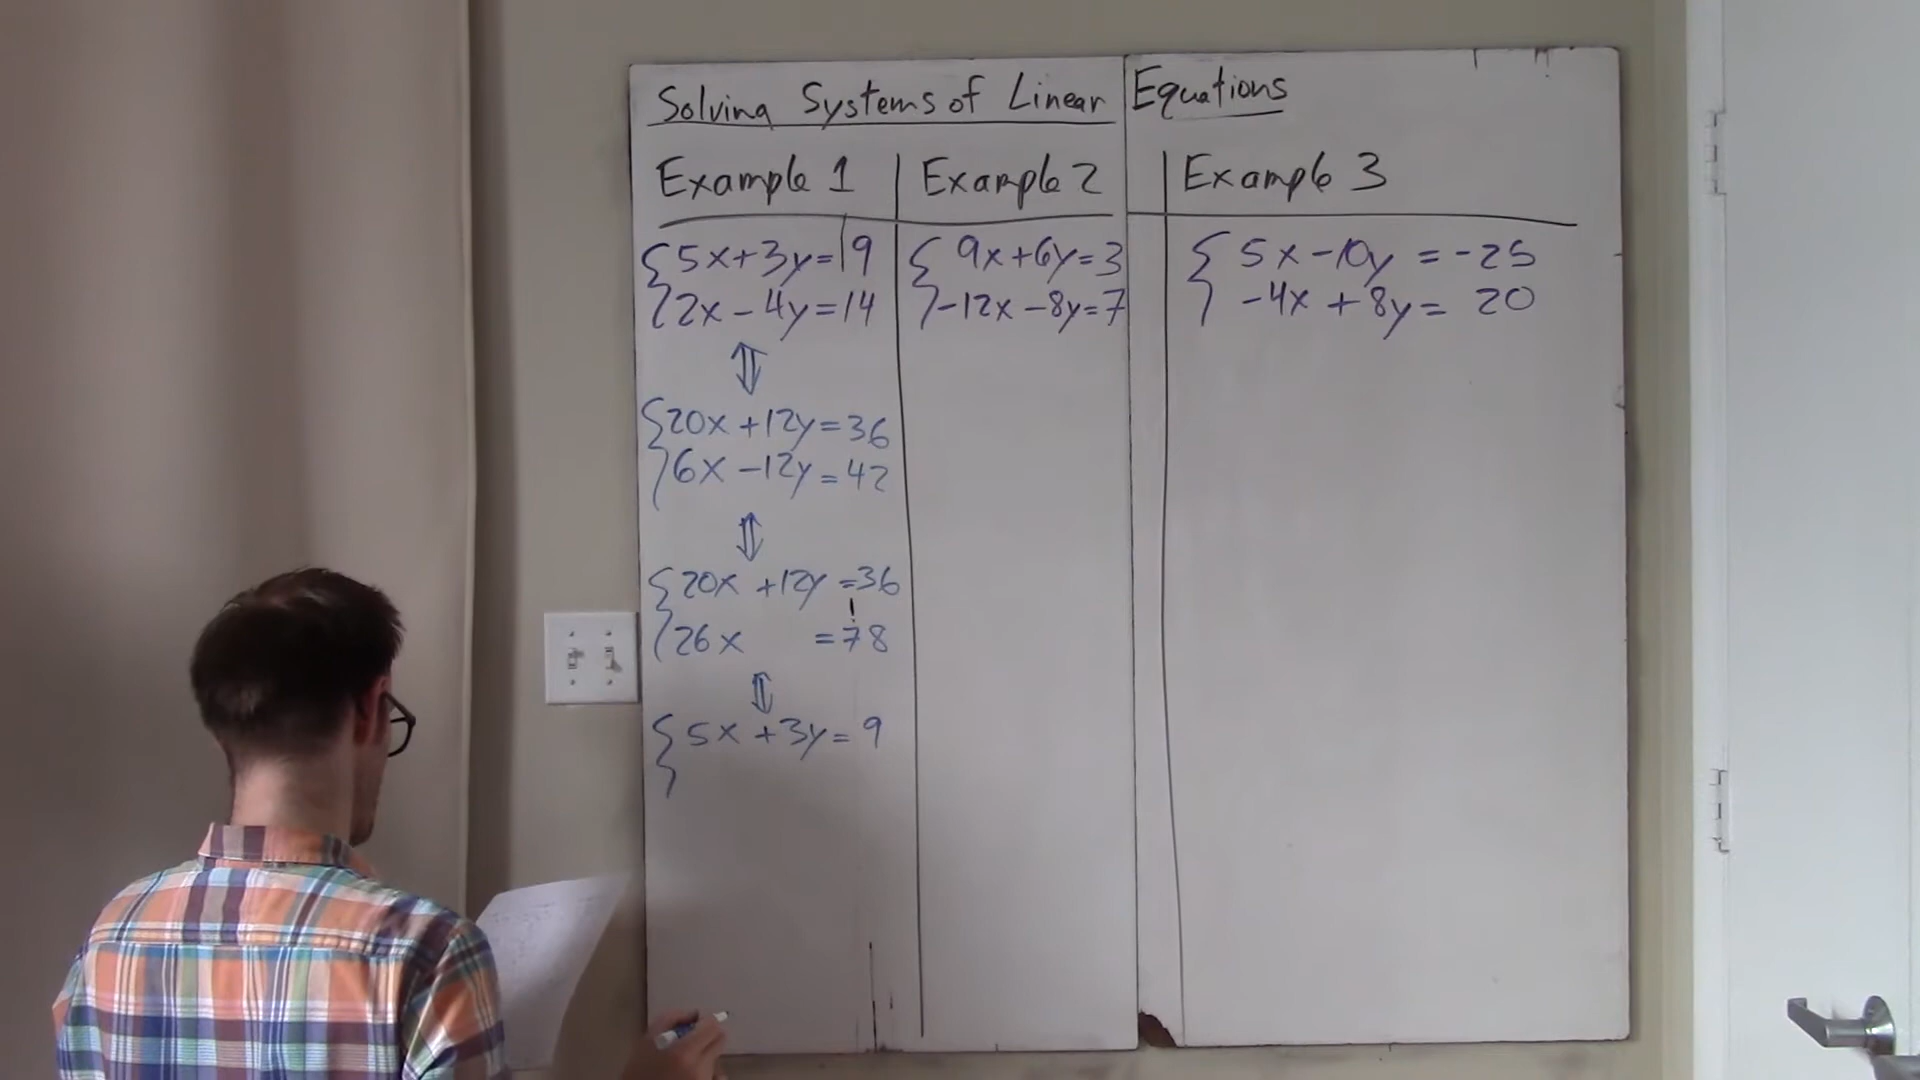 Solving Systems of Linear Equations
Example 1
{5x+3y=9
2x-4y=14
⇕
{20x+12y=36
6x-12y=42
⇕
{20x+12y=36
26x =78
⇕
{5x+3y=9
Example 2
{9x+6y=3
-12x-8y=7
Example 3
{5x-10y=-25
-4x+8y=20